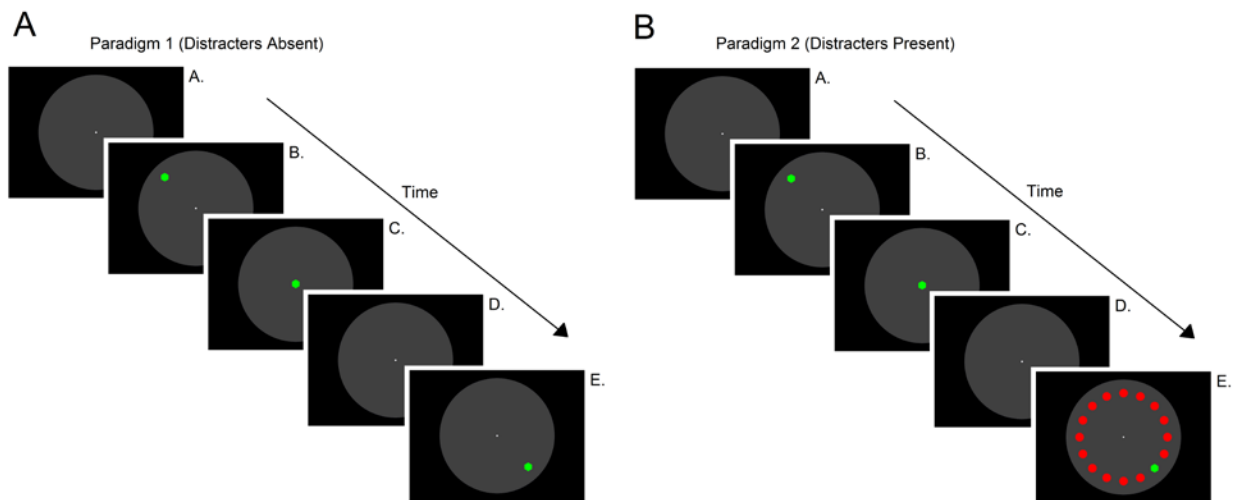 A
Paradigm 1 (Distracters Absent)
A.
B.
C.
D.
E.
Time
B
Paradigm 2 (Distracters Present)
A.
B.
C.
D.
E.
Time